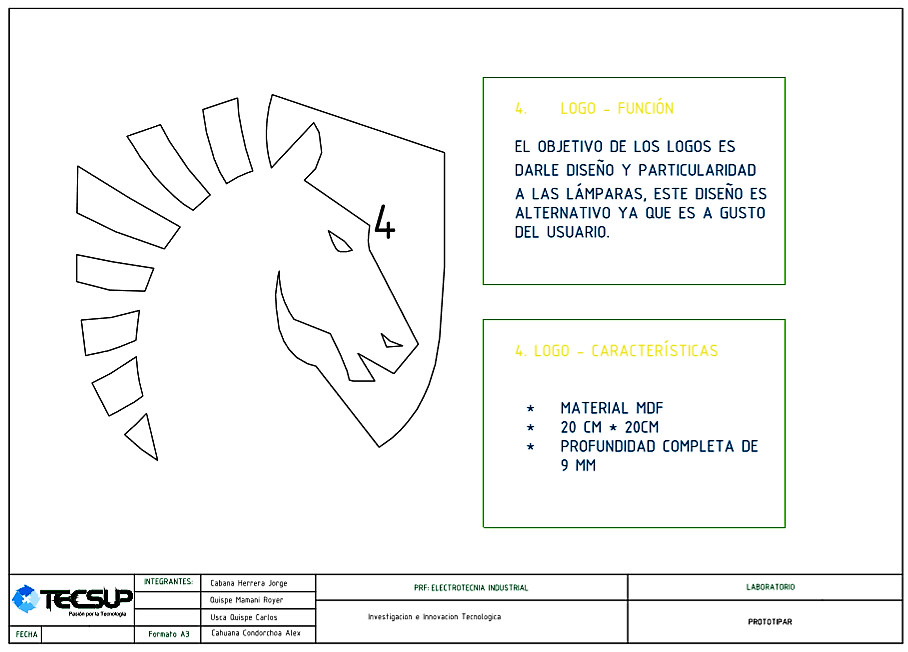 4
4. LOGO - FUNCIÓN
EL OBJETIVO DE LOS LOGOS ES
DARLE DISEÑO Y PARTICULARIDAD
A LAS LÁMPARAS, ESTE DISEÑO ES
ALTERNATIVO YA QUE ES A GUSTO
DEL USUARIO.
4. LOGO - CARACTERÍSTICAS
* MATERIAL MDF
* 20 CM * 20CM
* PROFUNDIDAD COMPLETA DE
9 MM
TECSUP
Pasión por la Tecnología
FECHA
INTEGRANTES:
Formato A3
Cabana Herrera Jorge
Quispe Mamani Royer
Usca Quispe Carlos
Cahuana Condorchoa Alex
PRF: ELECTROTECNIA INDUSTRIAL
Investigacion e Innovacion Tecnologica
LABORATORIO
PROTOTIPAR